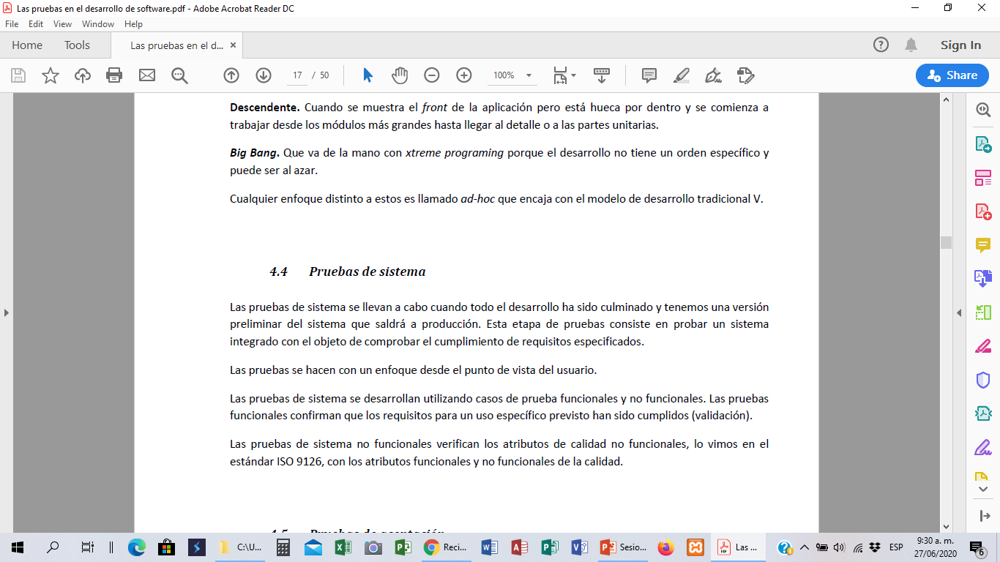 Las pruebas en el desarrollo de software.pdf - Adobe Acrobat Reader DC
File Edit View Window Help
Home Tools Las pruebas en el d... Sign In
17 / 50 100% Share
Descendente. Cuando se muestra el front de la aplicación pero está hueca por dentro y se comienza a
trabajar desde los módulos más grandes hasta llegar al detalle o a las partes unitarias.
Big Bang. Que va de la mano con xtreme programing porque el desarrollo no tiene un orden específico y
puede ser al azar.
Cualquier enfoque distinto a estos es llamado ad-hoc que encaja con el modelo de desarrollo tradicional V.
4.4 Pruebas de sistema
Las pruebas de sistema se llevan a cabo cuando todo el desarrollo ha sido culminado y tenemos una versión
preliminar del sistema que saldrá a producción. Esta etapa de pruebas consiste en probar un sistema
integrado con el objeto de comprobar el cumplimiento de requisitos especificados.
Las pruebas se hacen con un enfoque desde el punto de vista del usuario.
Las pruebas de sistema se desarrollan utilizando casos de prueba funcionales y no funcionales. Las pruebas
funcionales confirman que los requisitos para un uso específico previsto han sido cumplidos (validación).
Las pruebas de sistema no funcionales verifican los atributos de calidad no funcionales, lo vimos en el
estándar ISO 9126, con los atributos funcionales y no funcionales de la calidad.
4.5 Pruebas de aceptación
C:\U... Reci... Sesio... Las ... ESP 9:30 a. m.
27/06/2020 6